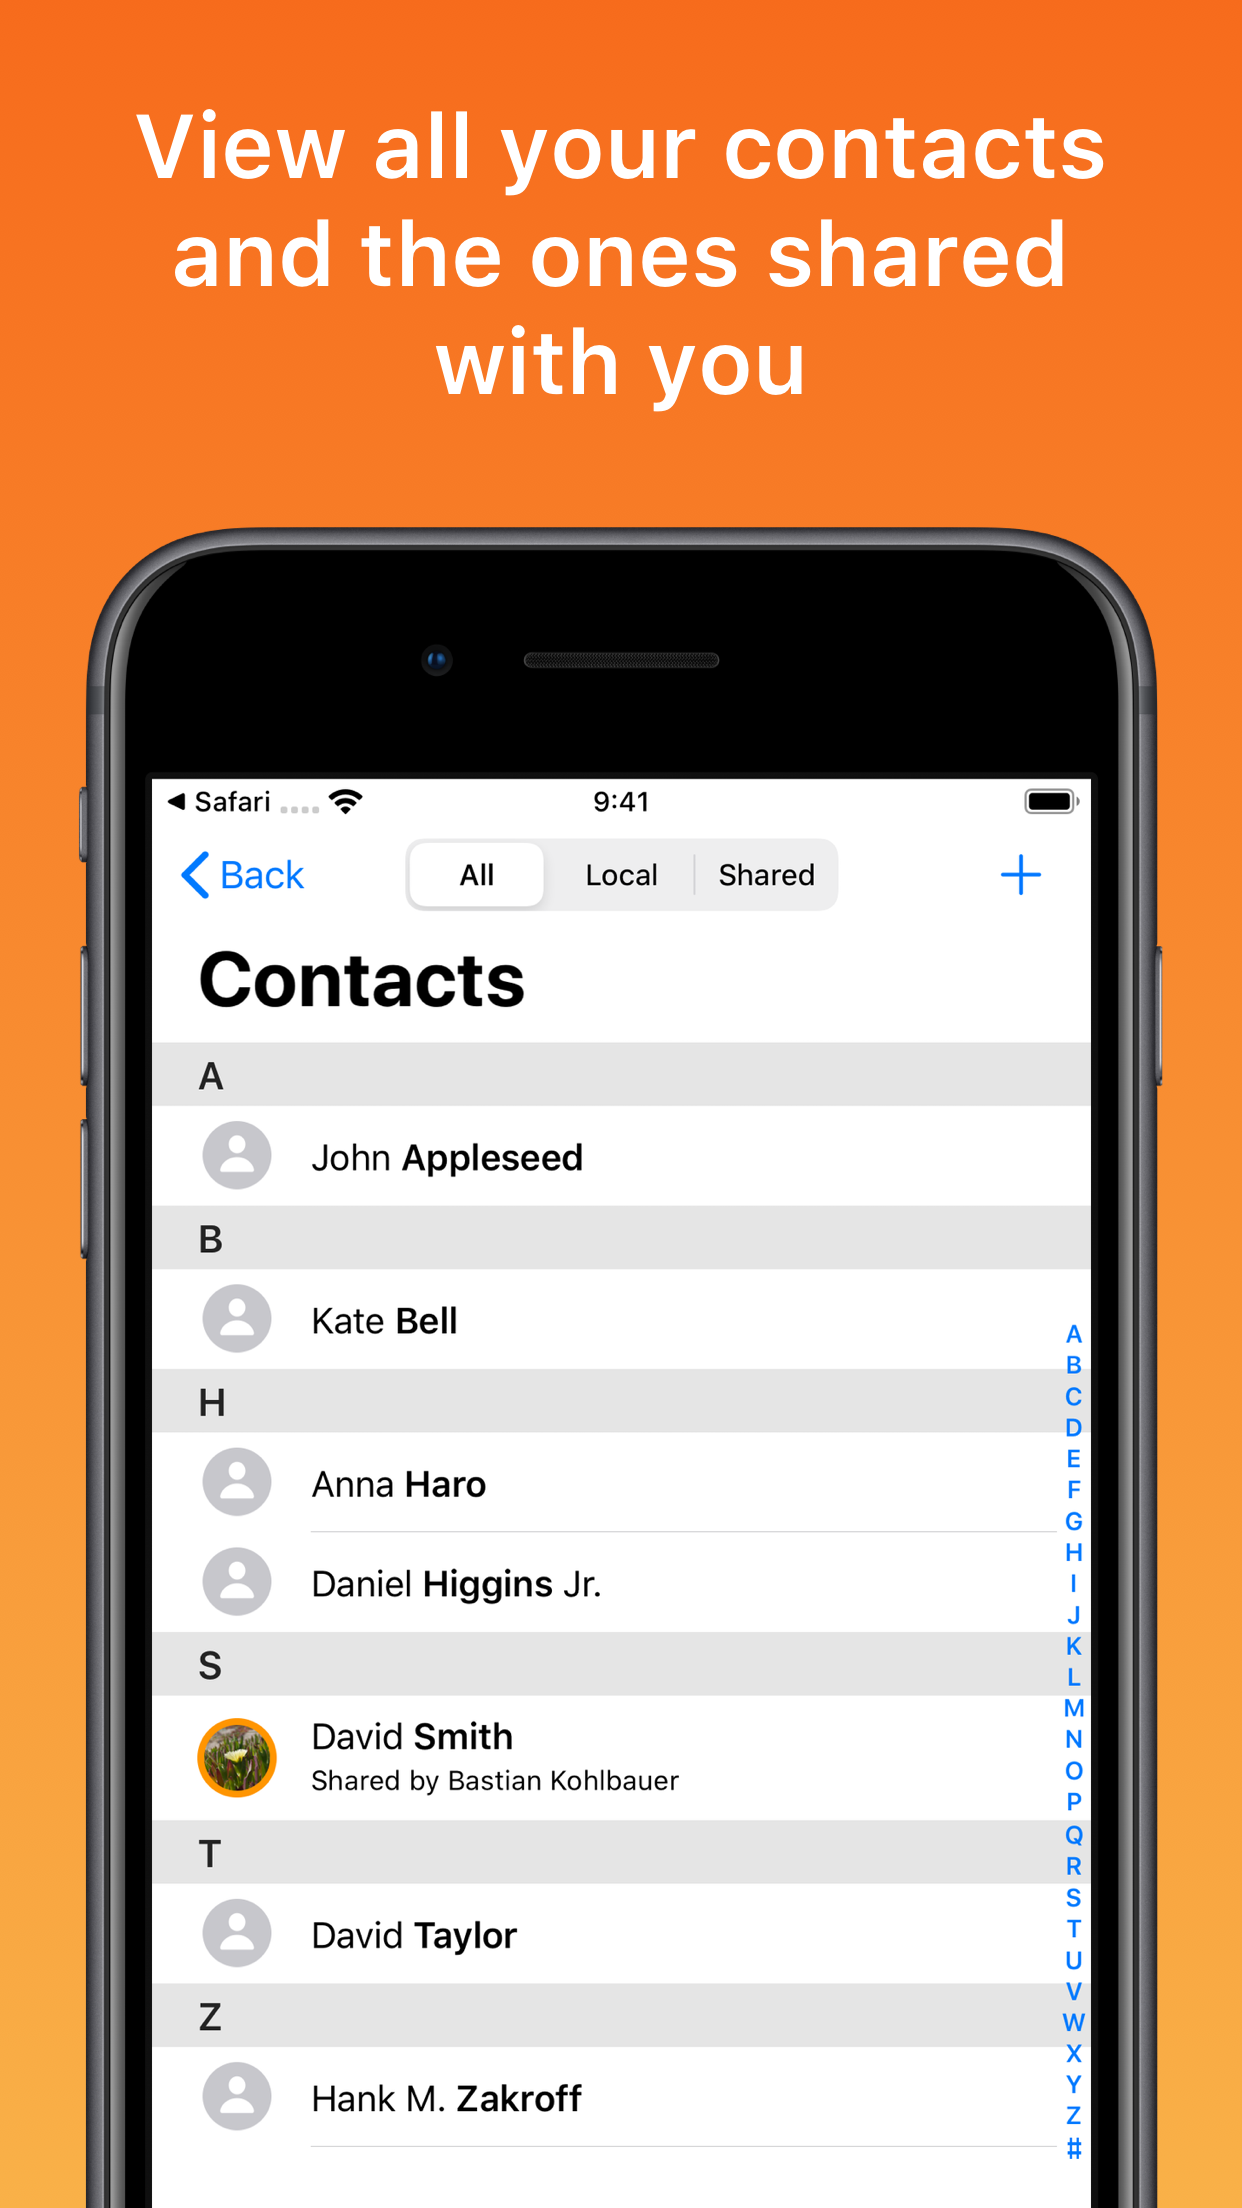 View all your contacts
and the ones shared
with you
Safari
9:41
Back
All
Local
Shared
Contacts
A
John Appleseed
B
Kate Bell
H
Anna Haro
Daniel Higgins Jr.
S
David Smith
Shared by Bastian Kohlbauer
T
David Taylor
Z
Hank M. Zakroff
A
B
C
D
E
F
G
H
I
J
K
L
M
N
O
P
Q
R
S
T
U
V
W
X
Y
Z
#